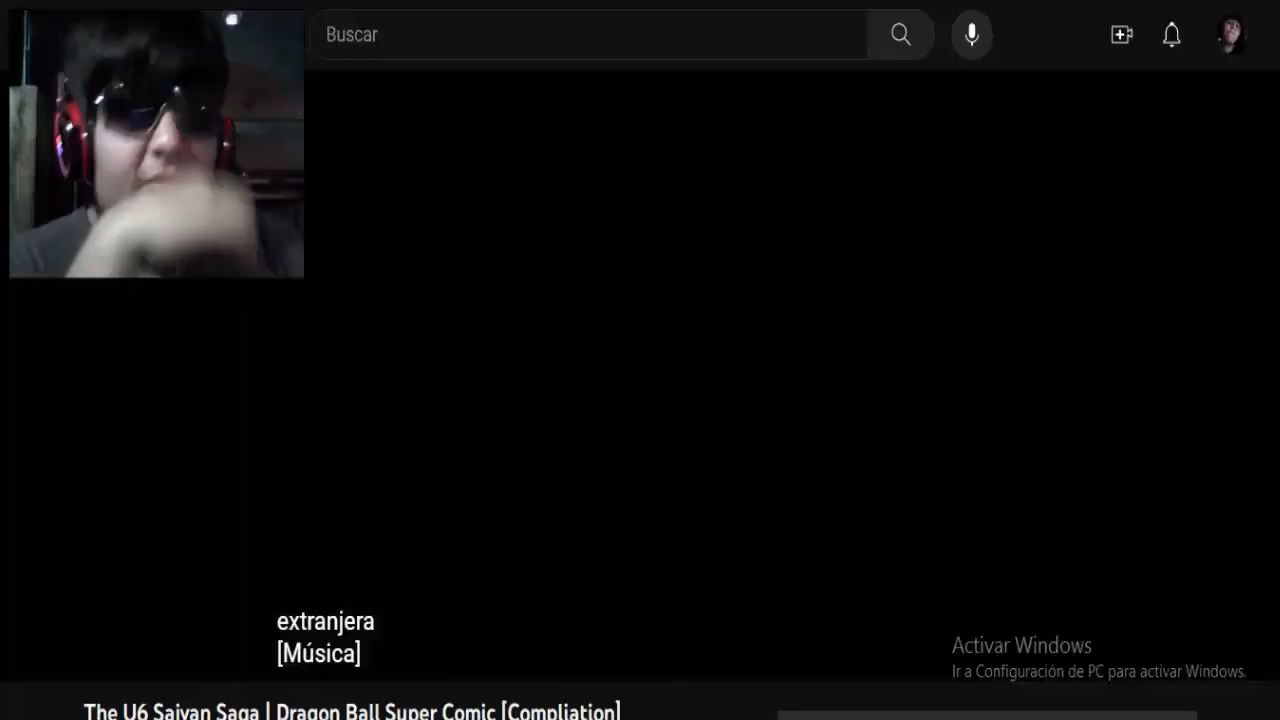 Buscar
extranjera
[Música]
Activar Windows
Ir a Configuración de PC para activar Windows.
The U6 Saiyan Saga | Dragon Ball Super Comic [Compliation]